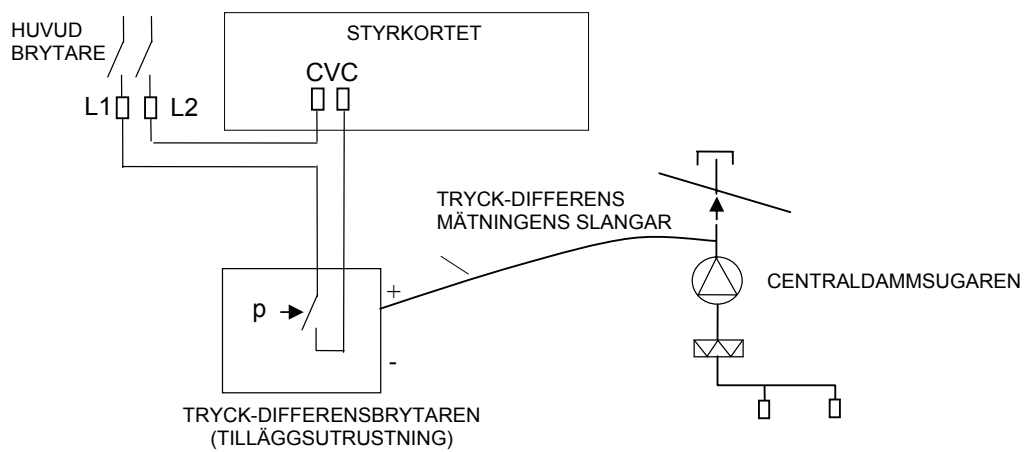 HUVUD
BRYTARE
STYRKORTET
CVC
L1
L2
TRYCK-DIFFERENS
MÄTNINGENS SLANGAR
CENTRALDAMMSUGAREN
+
p
-
TRYCK-DIFFERENSBRYTAREN
(TILLÄGGSUTRUSTNING)